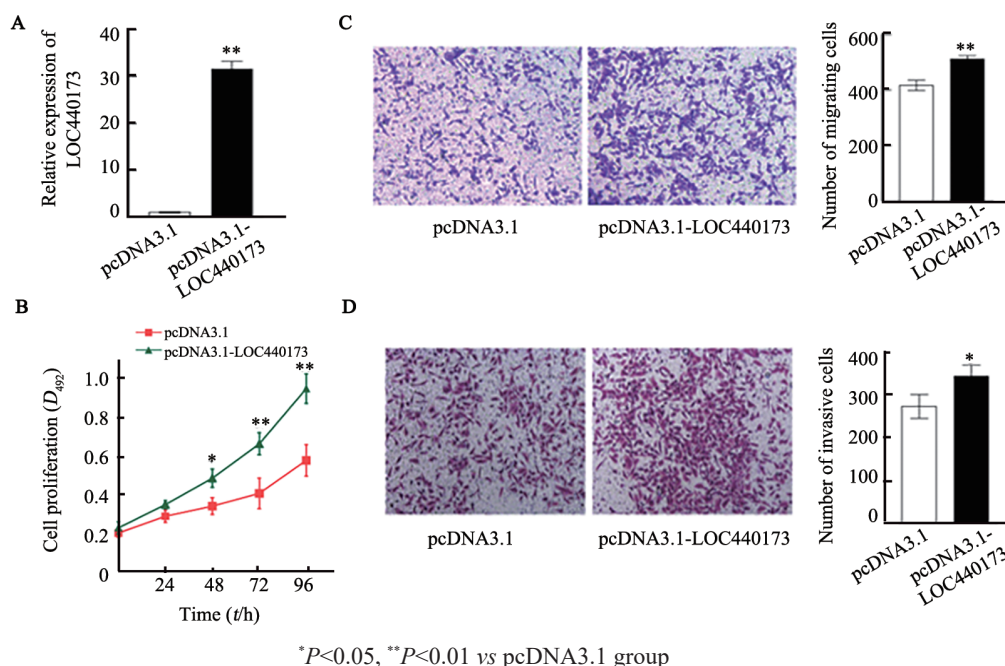 A
Relative expression of
LOC440173
40
30
20
10
0
**
pcDNA3.1
pcDNA3.1-
LOC440173
C
pcDNA3.1
pcDNA3.1-LOC440173
Number of migrating cells
600
400
200
0
**
pcDNA3.1
pcDNA3.1-
LOC440173
B
pcDNA3.1
pcDNA3.1-LOC440173
Cell proliferation (D492)
1.0
0.8
0.6
0.4
0.2
0
*
**
**
24
48
72
96
Time (t/h)
D
pcDNA3.1
pcDNA3.1-LOC440173
Number of invasive cells
400
300
200
100
0
*
pcDNA3.1
pcDNA3.1-
LOC440173
*P<0.05, **P<0.01 vs pcDNA3.1 group